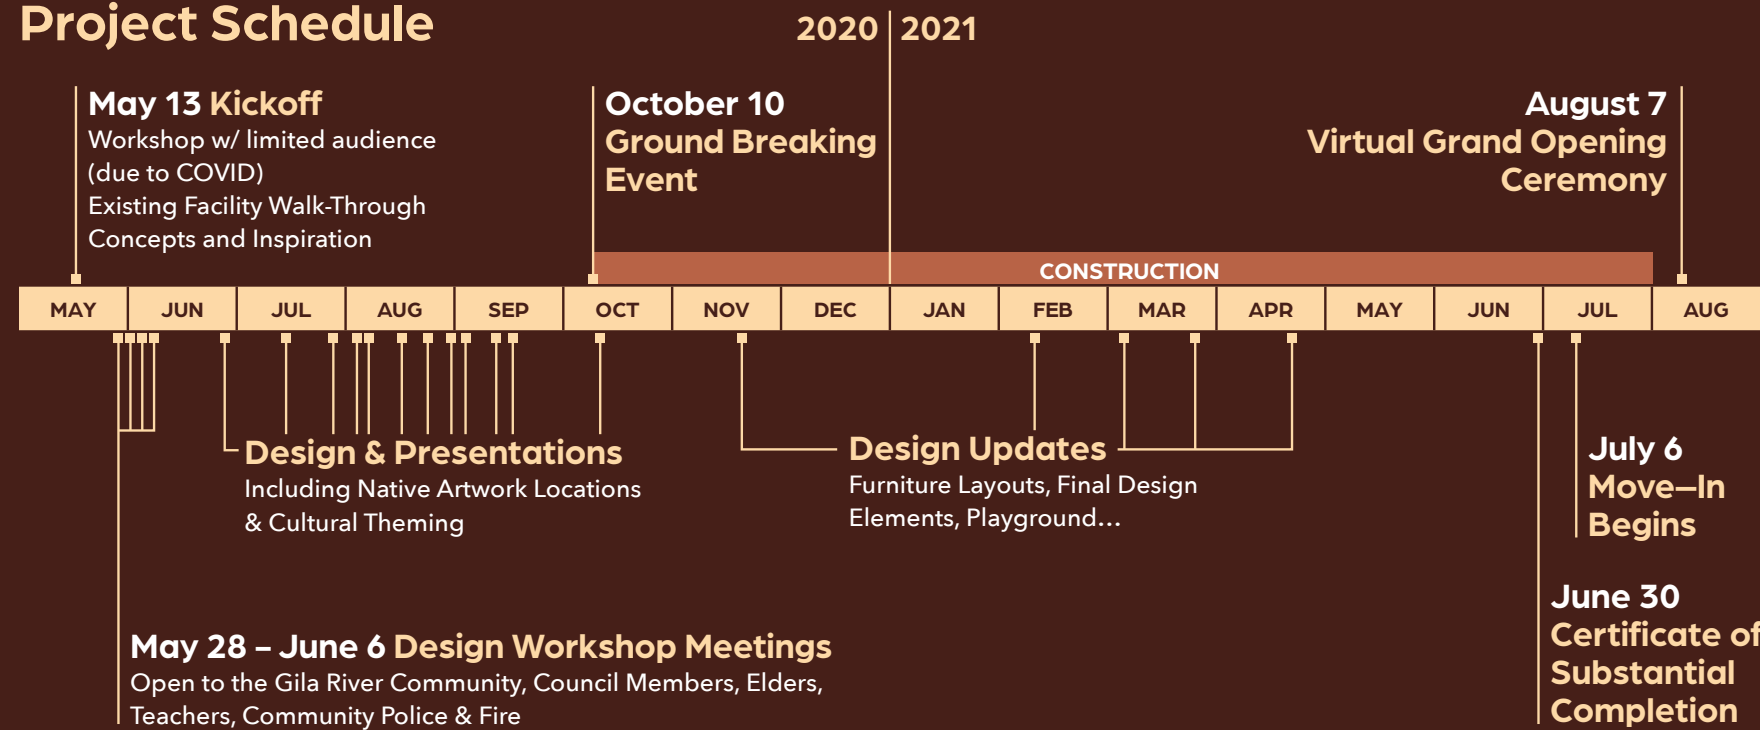 Project Schedule
2020 2021
May 13 Kickoff
Workshop w/ limited audience
(due to COVID)
Existing Facility Walk-Through
Concepts and Inspiration
October 10
Ground Breaking
Event
August 7
Virtual Grand Opening
Ceremony
CONSTRUCTION
MAY JUN JUL AUG SEP OCT NOV DEC JAN FEB MAR APR MAY JUN JUL AUG
Design & Presentations
Including Native Artwork Locations
& Cultural Theming
Design Updates
Furniture Layouts, Final Design
Elements, Playground...
July 6
Move–In
Begins
May 28 – June 6 Design Workshop Meetings
Open to the Gila River Community, Council Members, Elders,
Teachers, Community Police & Fire
June 30
Certificate of
Substantial
Completion